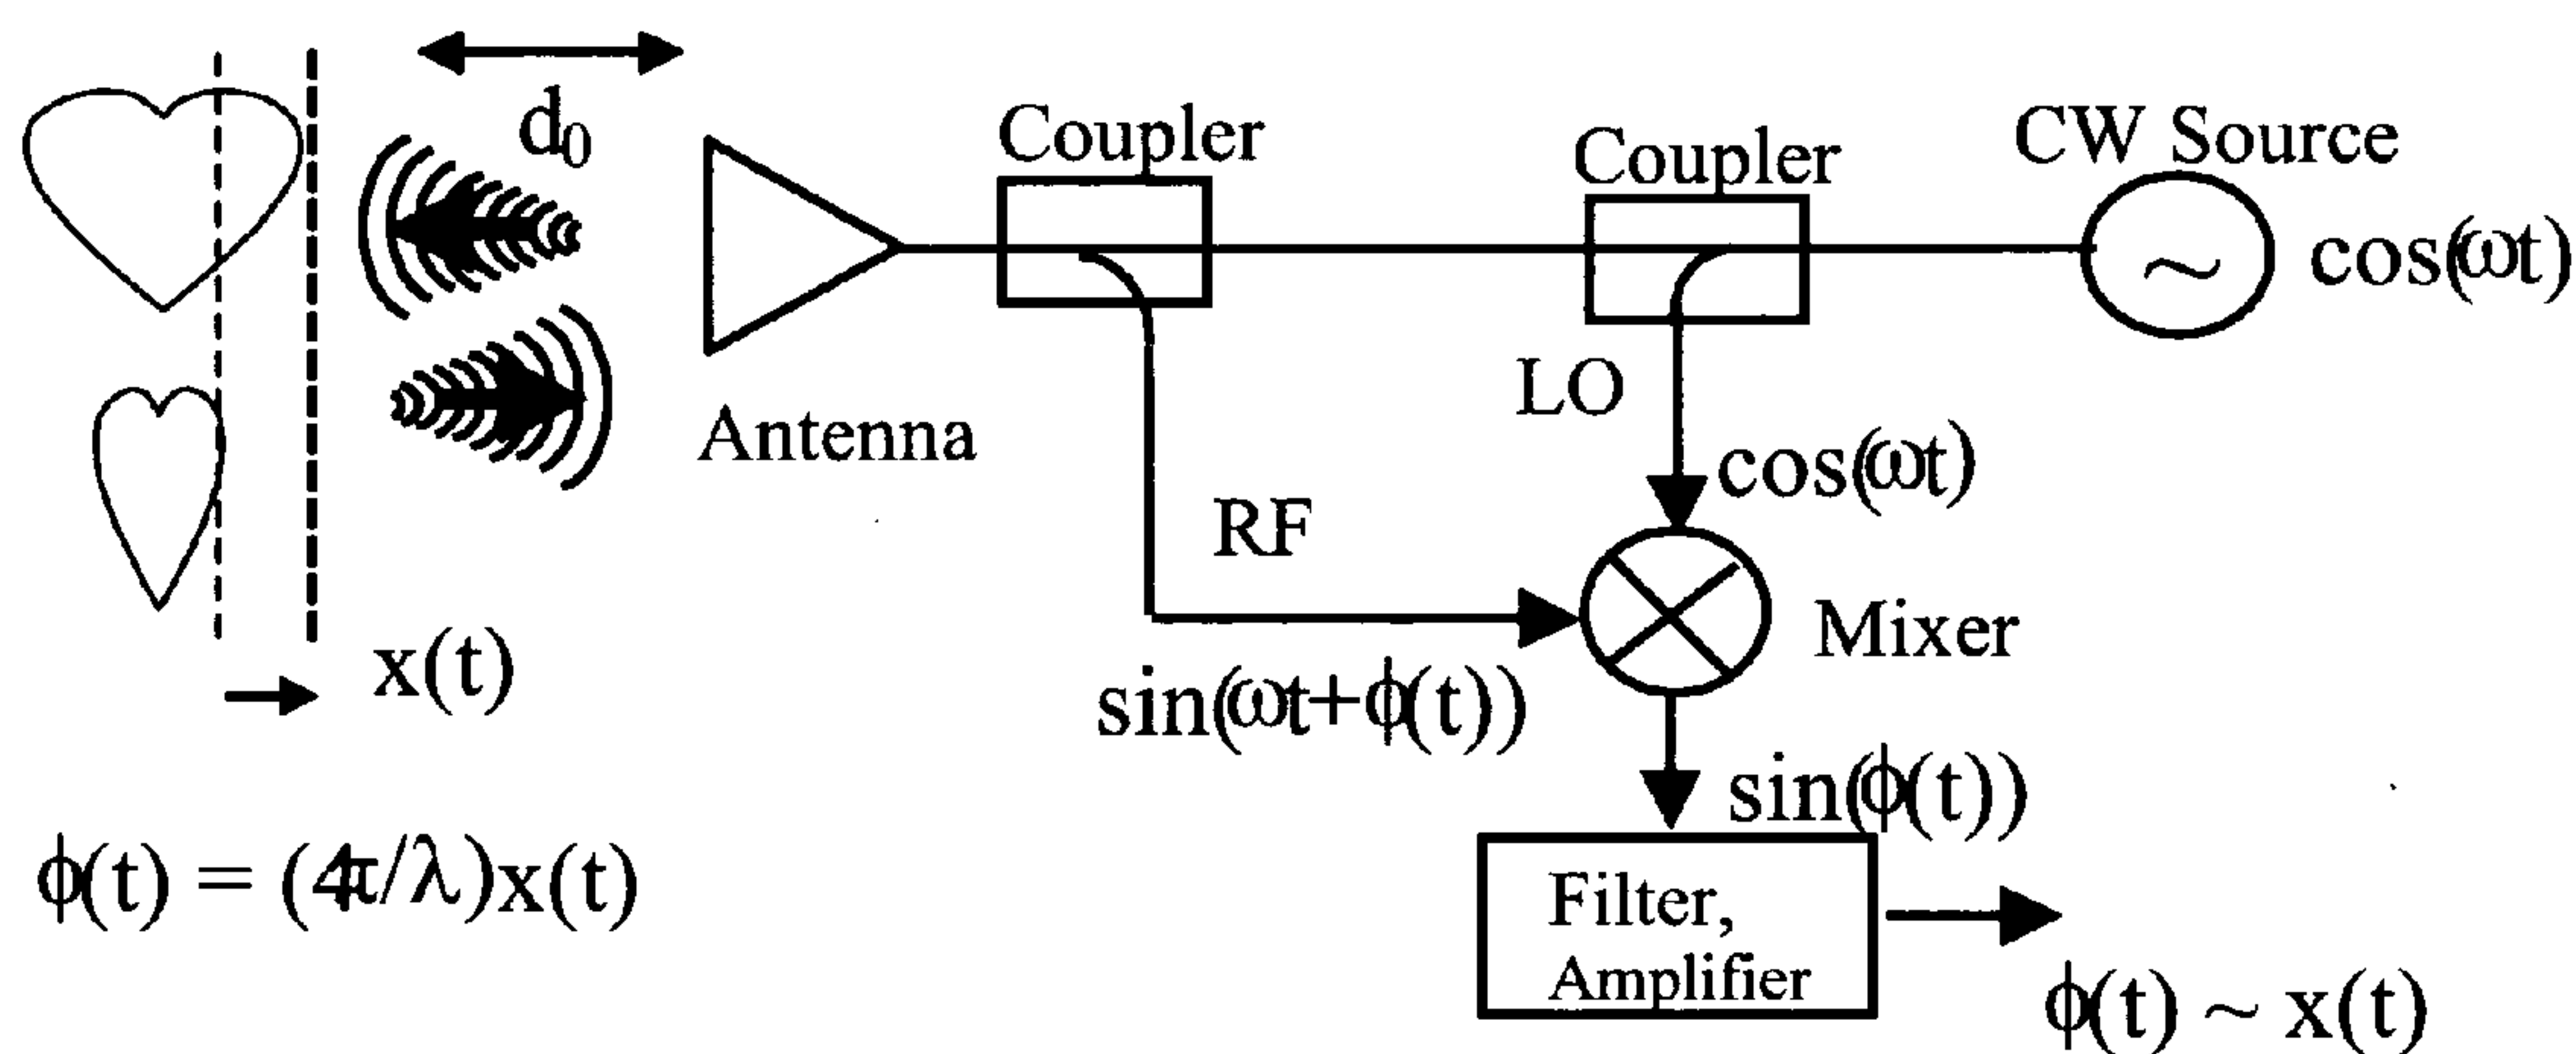 d₀
Coupler
Coupler
CW Source
~
cos(ωt)
Antenna
LO
cos(ωt)
RF
Mixer
sin(ωt+ϕ(t))
x(t)
sin(ϕ(t))
ϕ(t) = (4π/λ)x(t)
Filter,
Amplifier
ϕ(t) ~ x(t)